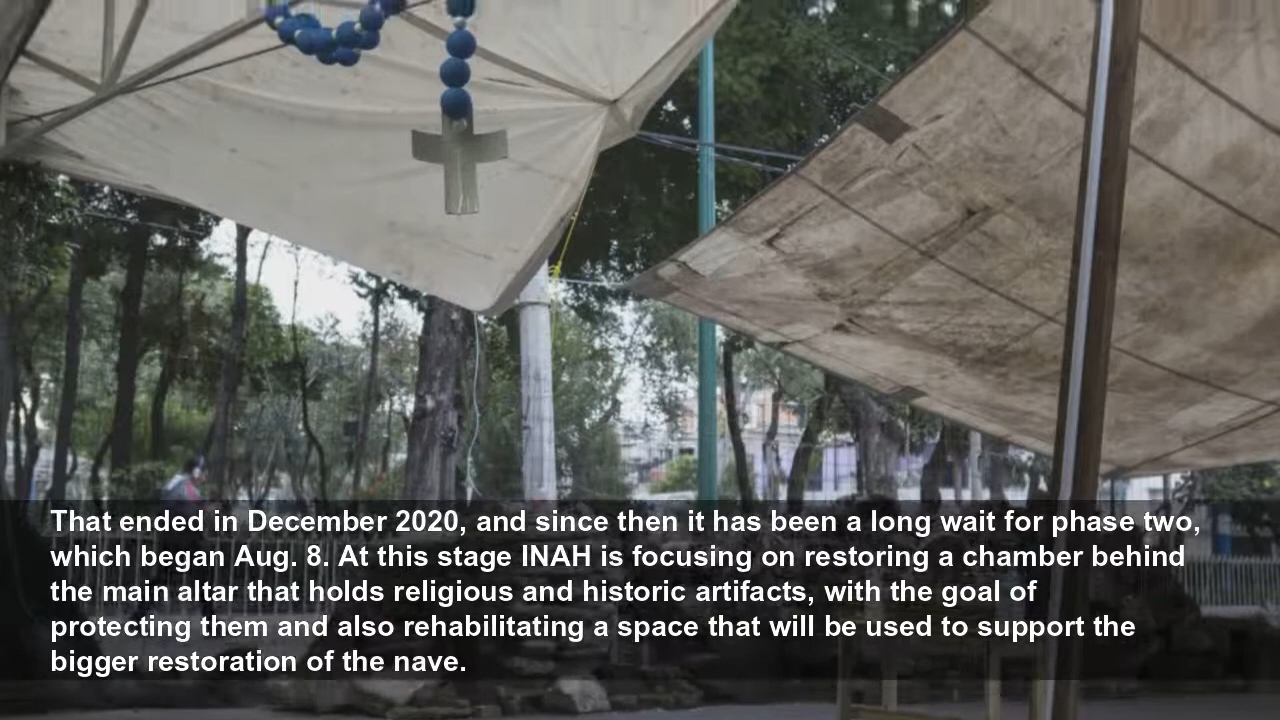 That ended in December 2020, and since then it has been a long wait for phase two,
which began Aug. 8. At this stage INAH is focusing on restoring a chamber behind
the main altar that holds religious and historic artifacts, with the goal of
protecting them and also rehabilitating a space that will be used to support the
bigger restoration of the nave.